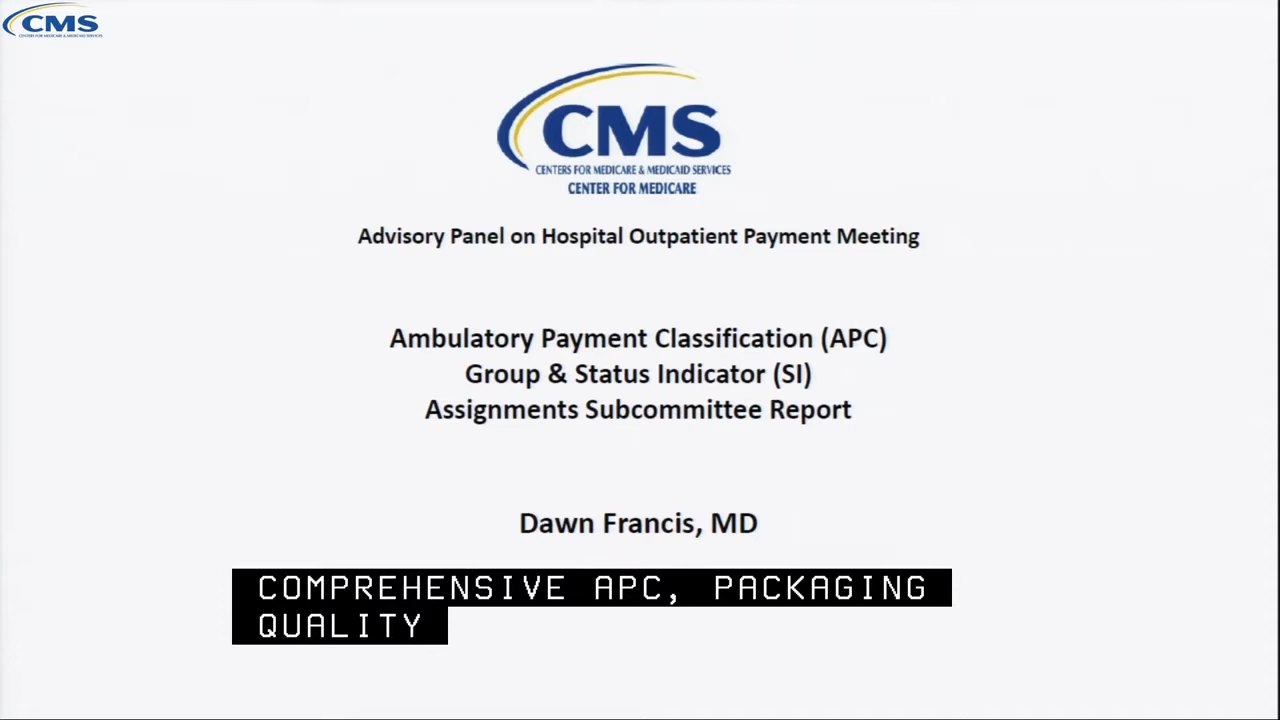 CMS
CENTERS FOR MEDICARE & MEDICAID SERVICES
CMS
CENTERS FOR MEDICARE & MEDICAID SERVICES
CENTER FOR MEDICARE
Advisory Panel on Hospital Outpatient Payment Meeting
Ambulatory Payment Classification (APC)
Group & Status Indicator (SI)
Assignments Subcommittee Report
Dawn Francis, MD
COMPREHENSIVE APC, PACKAGING
QUALITY